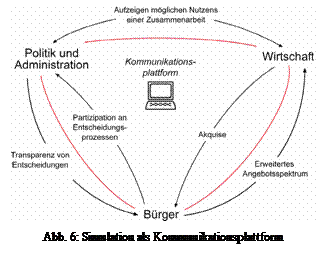 Aufzeigen möglichen Nutzens
einer Zusammenarbeit
Politik und
Administration
Kommunikations-
plattform
Wirtschaft
Partizipation an
Entscheidungs-
prozessen
Akquise
Transparenz von
Entscheidungen
Erweitertes
Angebotsspektrum
Bürger
Abb. 6: Simulation als Kommunikationsplattform